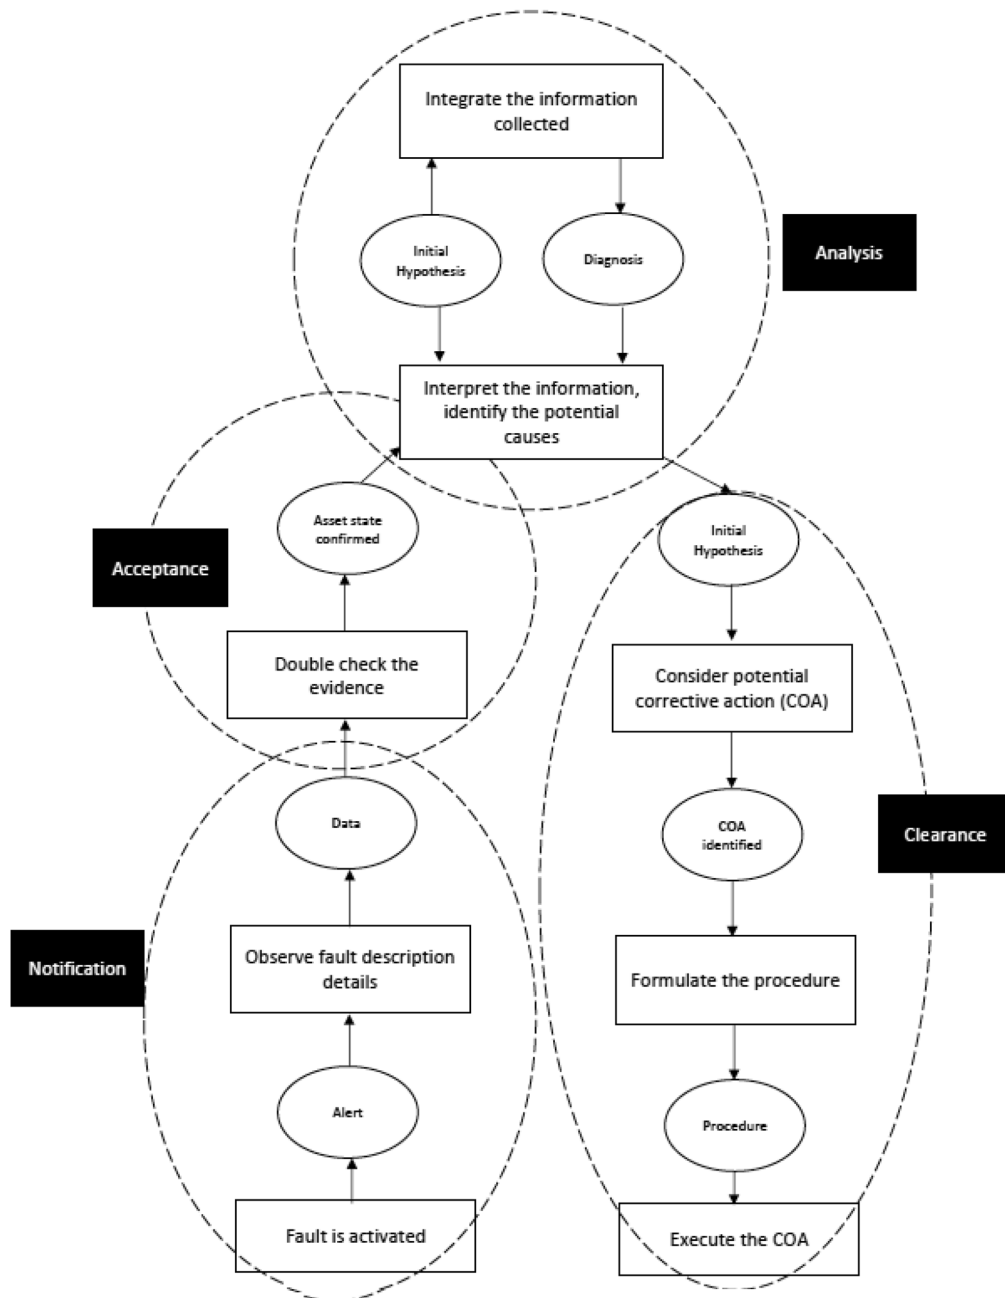 Integrate the information
collected
Initial
Hypothesis
Diagnosis
Analysis
Interpret the information,
identify the potential
causes
Asset state
confirmed
Initial
Hypothesis
Acceptance
Double check the
evidence
Consider potential
corrective action (COA)
Data
COA
identified
Clearance
Notification
Observe fault description
details
Formulate the procedure
Alert
Procedure
Fault is activated
Execute the COA